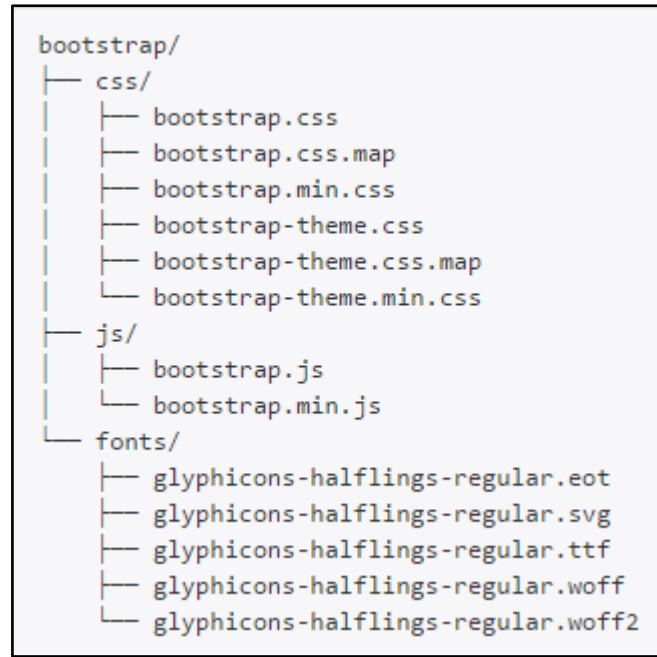 bootstrap/
├── css/
│   ├── bootstrap.css
│   ├── bootstrap.css.map
│   ├── bootstrap.min.css
│   ├── bootstrap-theme.css
│   ├── bootstrap-theme.css.map
│   └── bootstrap-theme.min.css
├── js/
│   ├── bootstrap.js
│   └── bootstrap.min.js
└── fonts/
    ├── glyphicons-halflings-regular.eot
    ├── glyphicons-halflings-regular.svg
    ├── glyphicons-halflings-regular.ttf
    ├── glyphicons-halflings-regular.woff
    └── glyphicons-halflings-regular.woff2